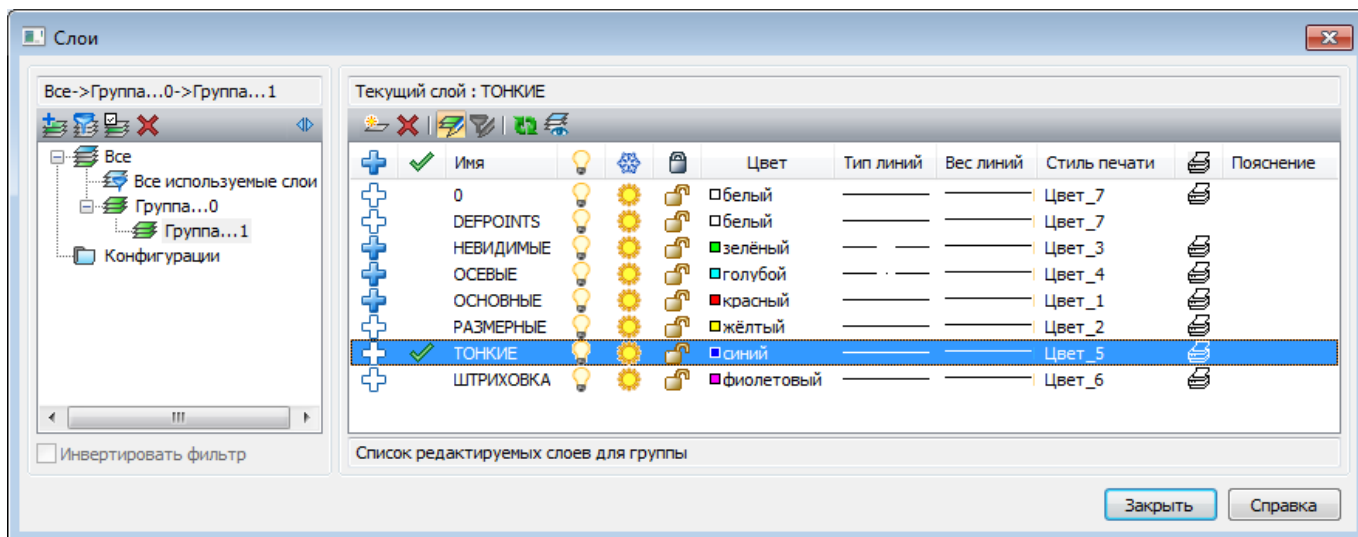 Слои
Все->Группа...0->Группа...1
Все
Все используемые слои
Группа...0
Группа...1
Конфигурации
Инвертировать фильтр
Текущий слой : ТОНКИЕ
Имя Цвет Тип линий Вес линий Стиль печати Пояснение
0 белый Цвет_7
DEFPOINTS белый Цвет_7
НЕВИДИМЫЕ зелёный Цвет_3
ОСЕВЫЕ голубой Цвет_4
ОСНОВНЫЕ красный Цвет_1
РАЗМЕРНЫЕ жёлтый Цвет_2
ТОНКИЕ синий Цвет_5
ШТРИХОВКА фиолетовый Цвет_6
Список редактируемых слоев для группы
Закрыть Справка